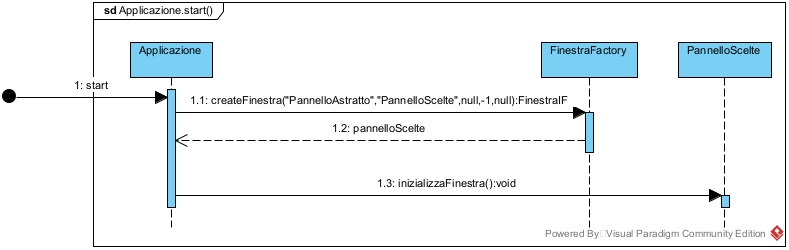 sd Applicazione.start()
Applicazione
FinestraFactory
PannelloScelte
1: start
1.1: createFinestra("PannelloAstratto","PannelloScelte",null,-1,null):FinestraIF
1.2: pannelloScelte
1.3: inizializzaFinestra():void
Powered By Visual Paradigm Community Edition